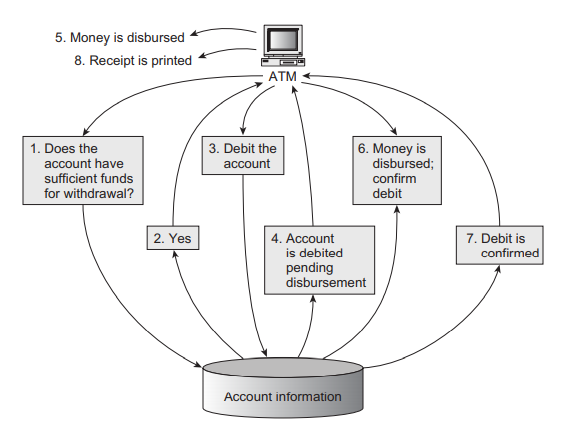 5. Money is disbursed
8. Receipt is printed
ATM
1. Does the
account have
sufficient funds
for withdrawal?
3. Debit the
account
6. Money is
disbursed;
confirm
debit
2. Yes
4. Account
is debited
pending
disbursement
7. Debit is
confirmed
Account information